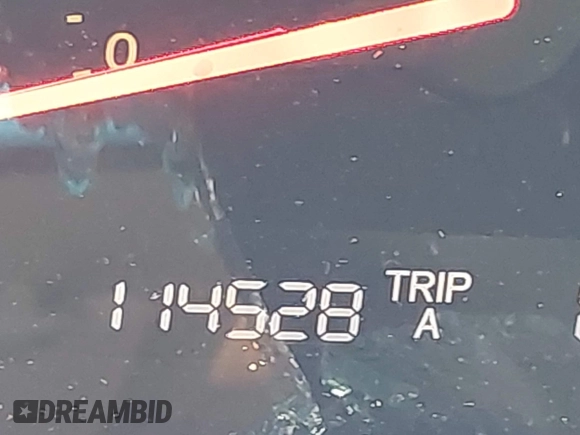 0
114528
TRIP
A
DREAMBID